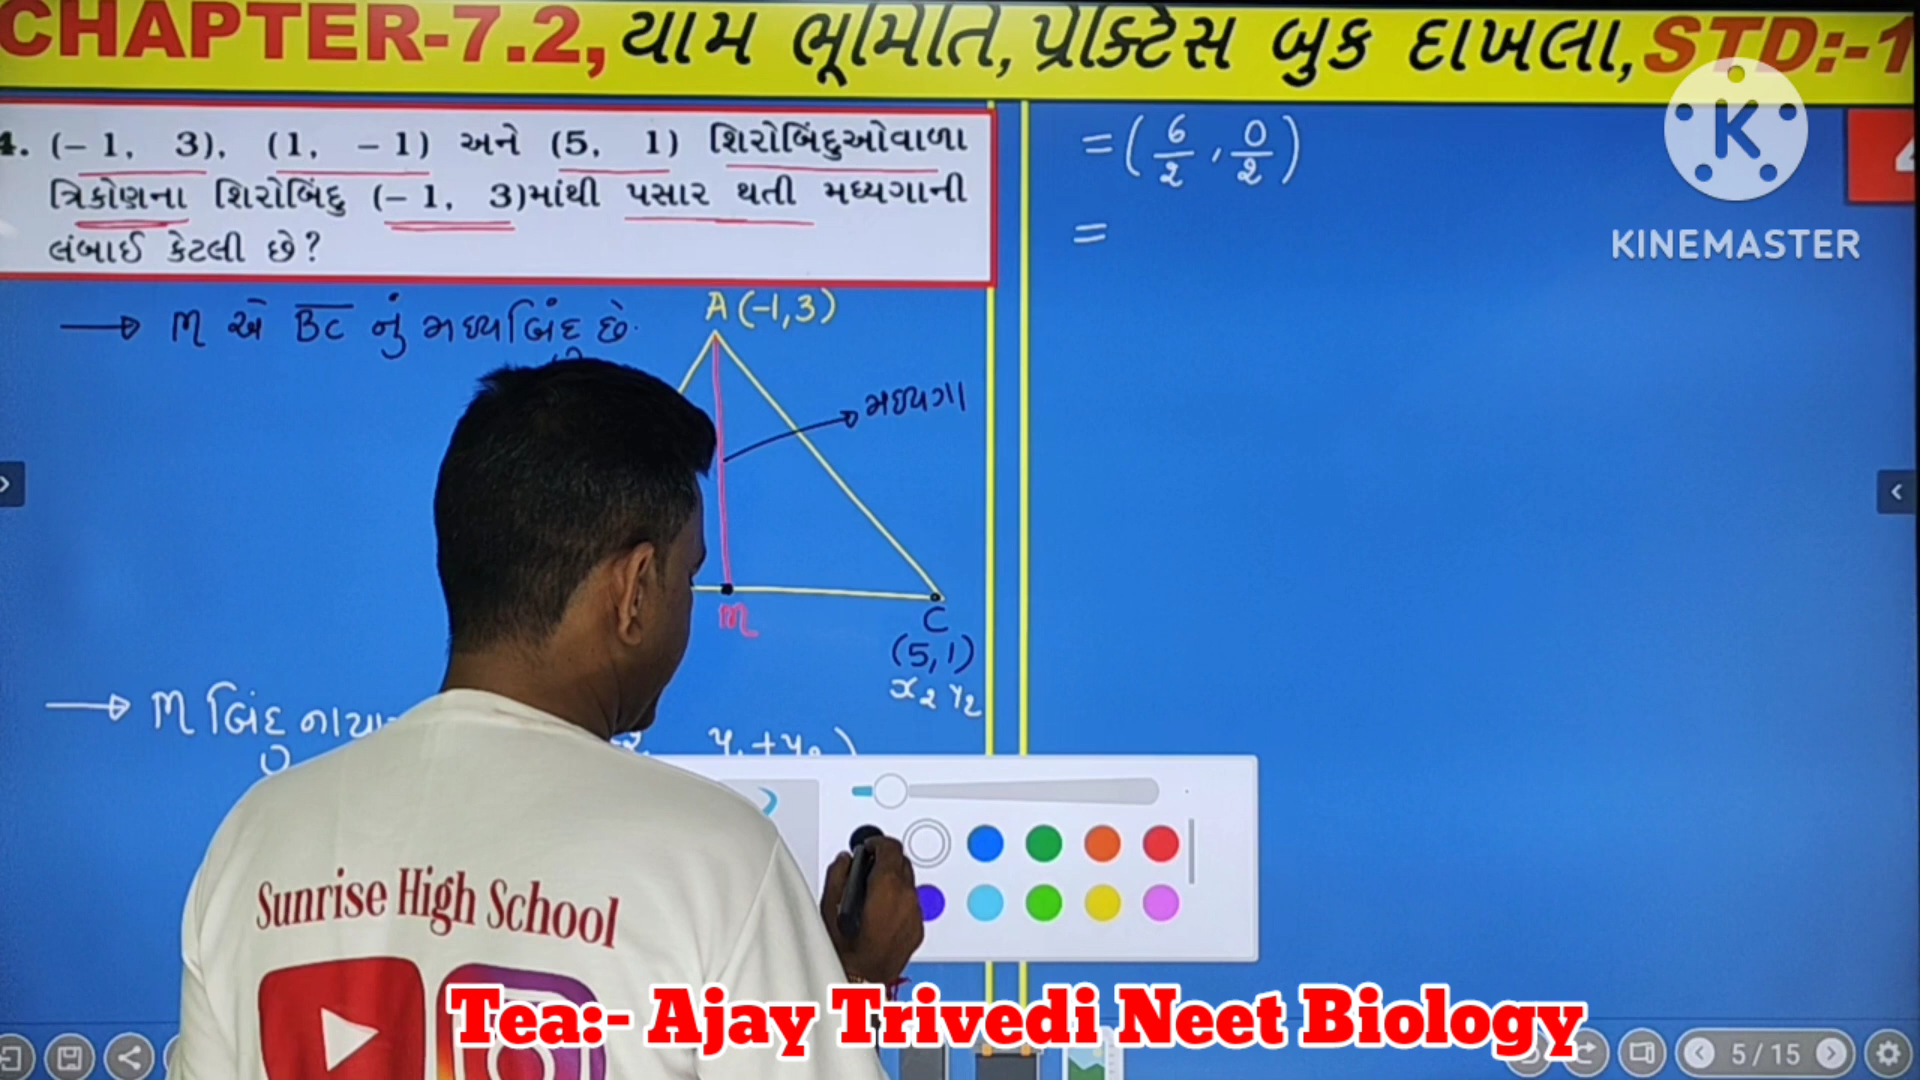 CHAPTER-7.2, યામ ભૂમિતિ, પ્રેક્ટિસ બુક દાખલા, STD:-1
4. (– 1, 3), (1, – 1) અને (5, 1) શિરોબિંદુઓવાળા
ત્રિકોણના શિરોબિંદુ (– 1, 3)માંથી પસાર થતી મધ્યગાની
લંબાઈ કેટલી છે?
= (6/2, 0/2)
=
K
KINEMASTER
→ M એ BC નું મધ્યબિંદુ છે.
A (-1,3)
મધ્યગા
M
C
(5,1)
x₂ y₂
→ M બિંદુ ના યા
y₁ + y₂)
Sunrise High School
Tea:- Ajay Trivedi Neet Biology
5/15